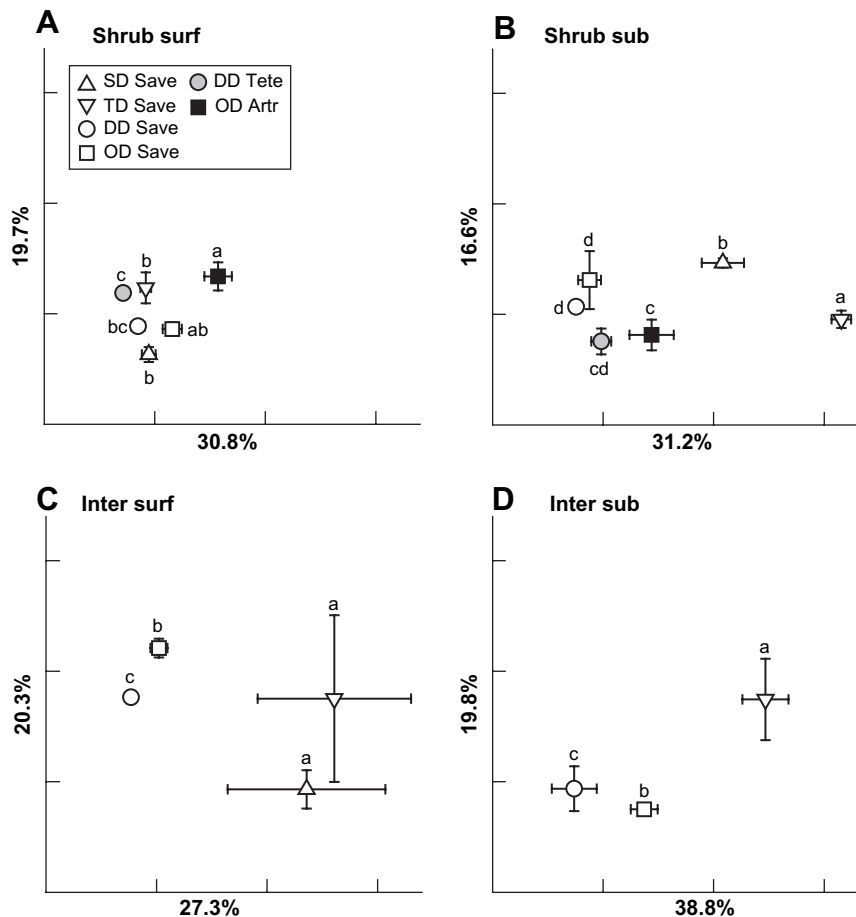 A
Shrub surf
SD Save
DD Tete
TD Save
OD Artr
DD Save
OD Save
19.7%
c
b
a
bc
ab
b
30.8%
B
Shrub sub
16.6%
d
b
a
d
c
cd
31.2%
C
Inter surf
20.3%
b
a
c
a
27.3%
D
Inter sub
19.8%
a
c
b
38.8%